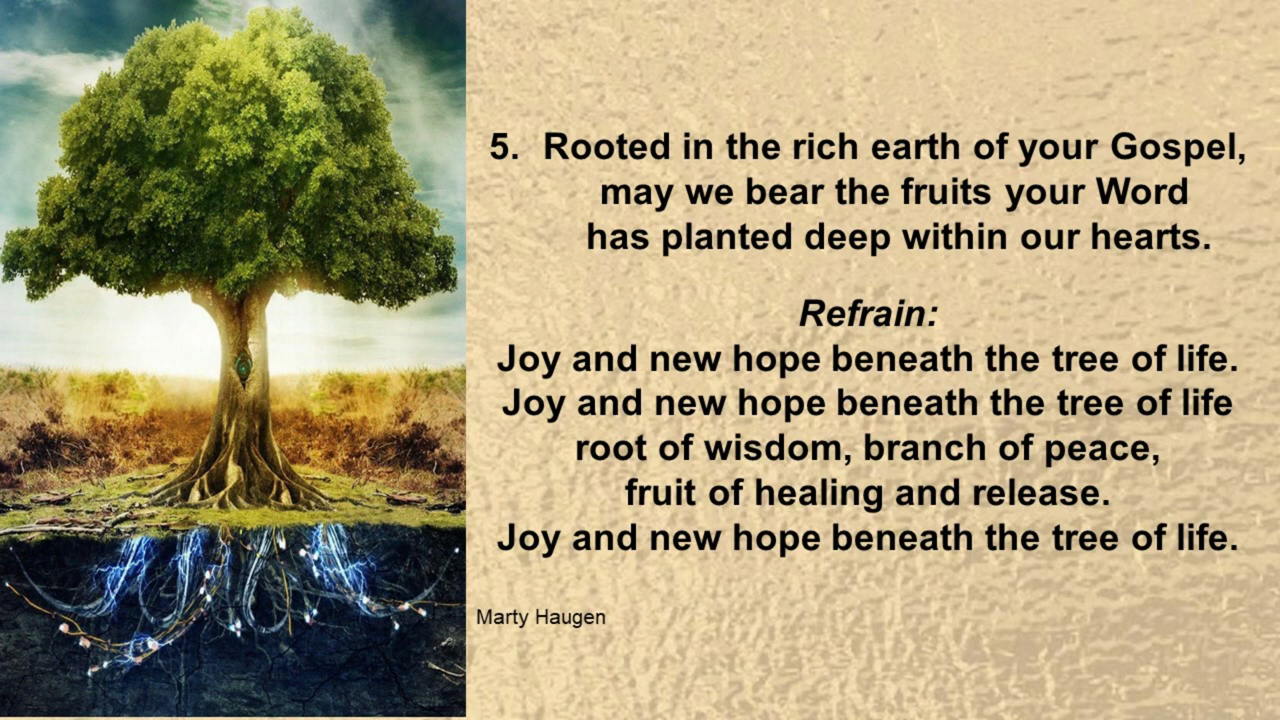 5. Rooted in the rich earth of your Gospel,
may we bear the fruits your Word
has planted deep within our hearts.
Refrain:
Joy and new hope beneath the tree of life.
Joy and new hope beneath the tree of life
root of wisdom, branch of peace,
fruit of healing and release.
Joy and new hope beneath the tree of life.
Marty Haugen